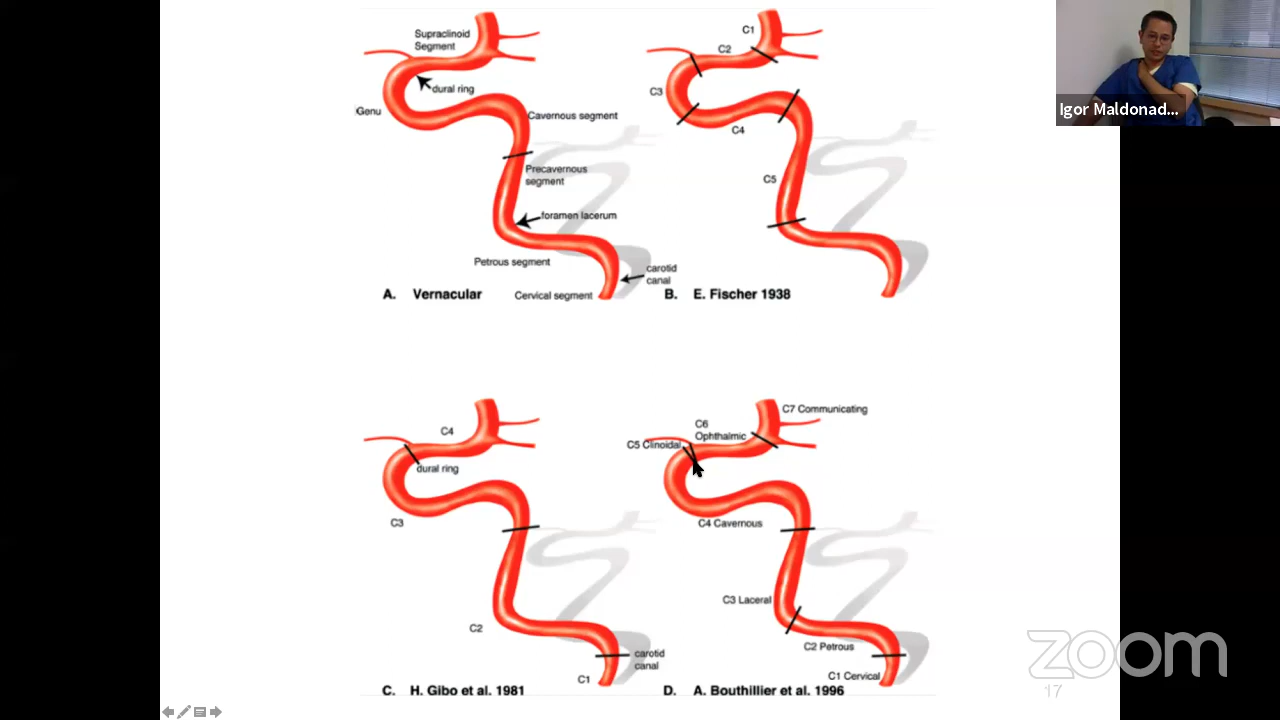 Supraclinoid
Segment
dural ring
Genu
Cavernous segment
Precavernous
segment
foramen lacerum
Petrous segment
carotid
canal
Cervical segment
A. Vernacular
C1
C2
C3
C4
C5
B. E. Fischer 1938
Igor Maldonad...
C4
dural ring
C3
C2
carotid
canal
C1
C. H. Gibo et al. 1981
C7 Communicating
C6
Ophthalmic
C5 Clinoidal
C4 Cavernous
C3 Laceral
C2 Petrous
C1 Cervical
D. A. Bouthillier et al. 1996
zoom
17